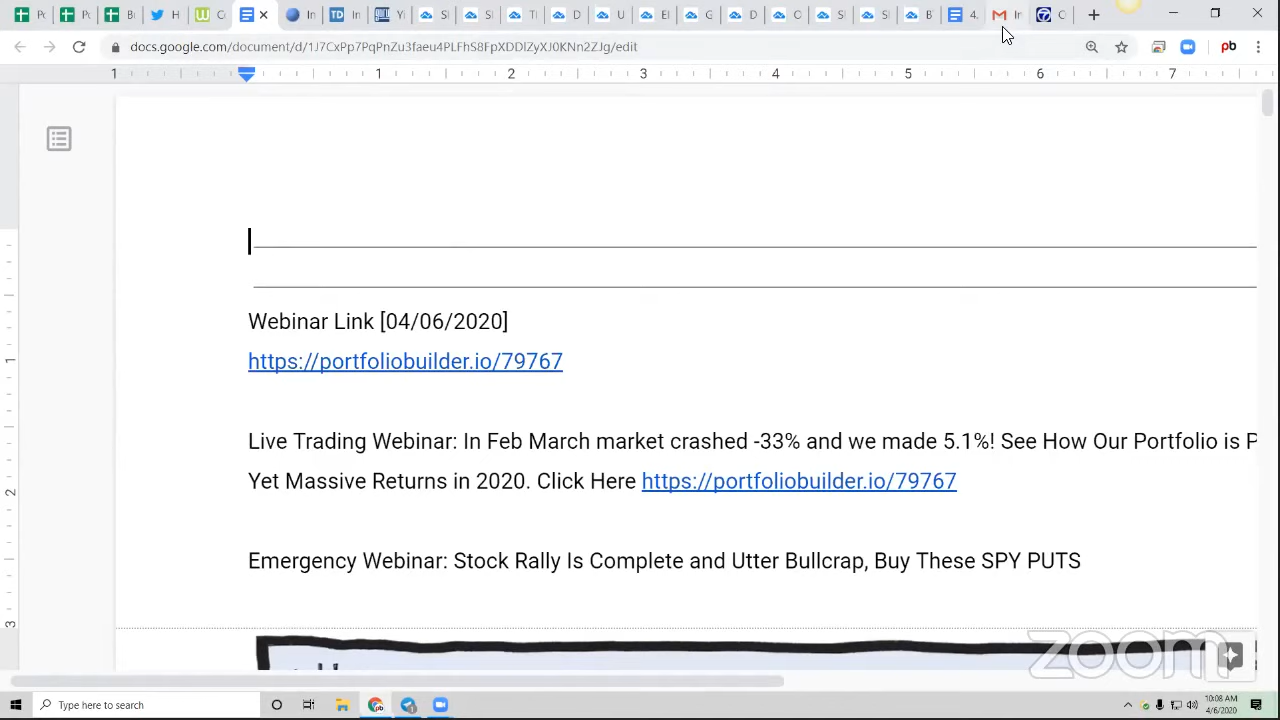 docs.google.com/document/d/1J7CxPp7PqPnZu3faeu4PLFhS8FpXDDlZyXJ0KNn2ZJg/edit
pb
1 1 2 3 4 5 6 7
Webinar Link [04/06/2020]
https://portfoliobuilder.io/79767
Live Trading Webinar: In Feb March market crashed -33% and we made 5.1%! See How Our Portfolio is P
Yet Massive Returns in 2020. Click Here https://portfoliobuilder.io/79767
Emergency Webinar: Stock Rally Is Complete and Utter Bullcrap, Buy These SPY PUTS
zoom
Type here to search
10:08 AM
4/6/2020